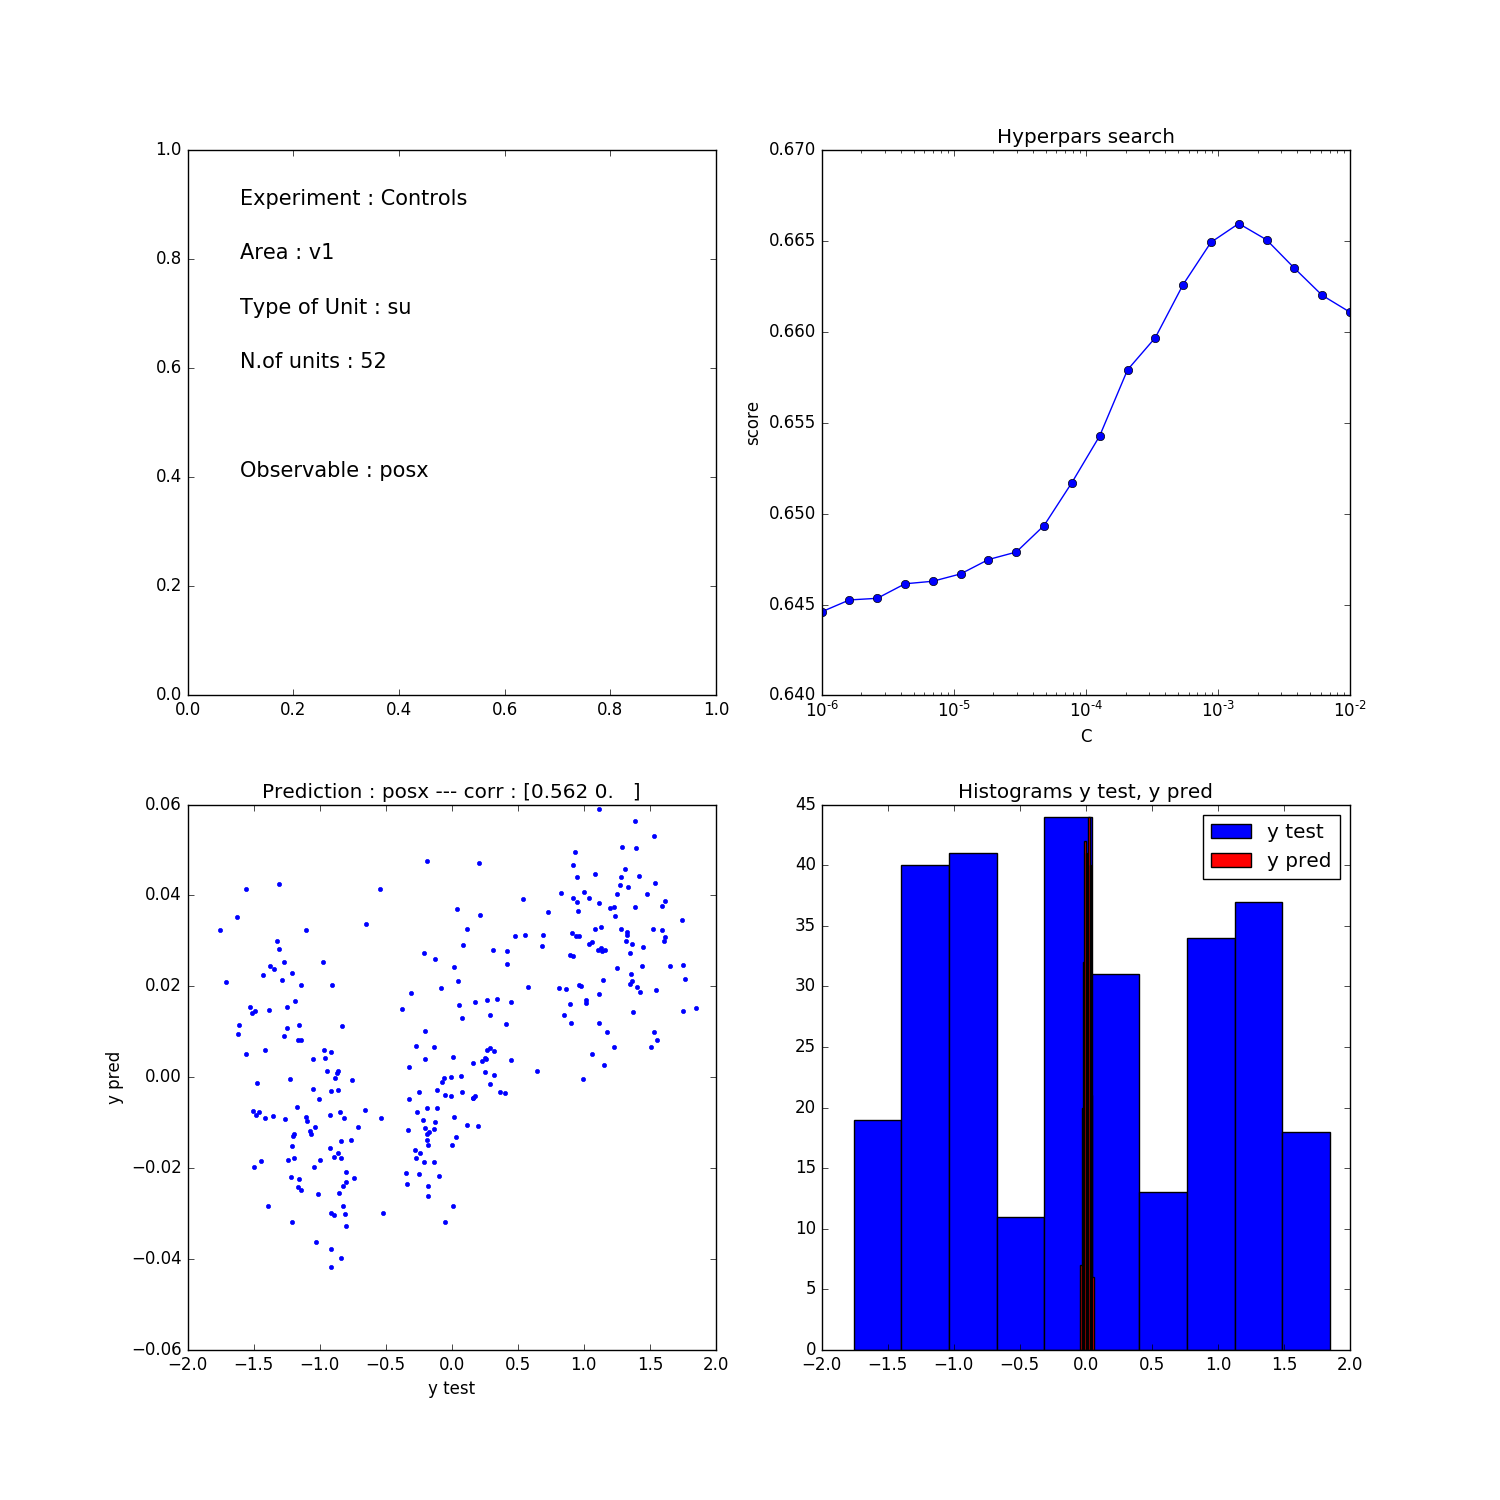 1.0
0.8
0.6
0.4
0.2
0.0
Experiment : Controls
Area : v1
Type of Unit : su
N.of units : 52
Observable : posx
0.0 0.2 0.4 0.6 0.8 1.0
Hyperpars search
0.670
0.665
0.660
0.655
0.650
0.645
0.640
score
10-6 10-5 10-4 10-3 10-2
C
Prediction : posx --- corr : [0.562 0. ]
0.06
0.04
0.02
0.00
−0.02
−0.04
−0.06
y pred
−2.0 −1.5 −1.0 −0.5 0.0 0.5 1.0 1.5 2.0
y test
Histograms y test, y pred
45
40
35
30
25
20
15
10
5
0
y test
y pred
−2.0 −1.5 −1.0 −0.5 0.0 0.5 1.0 1.5 2.0